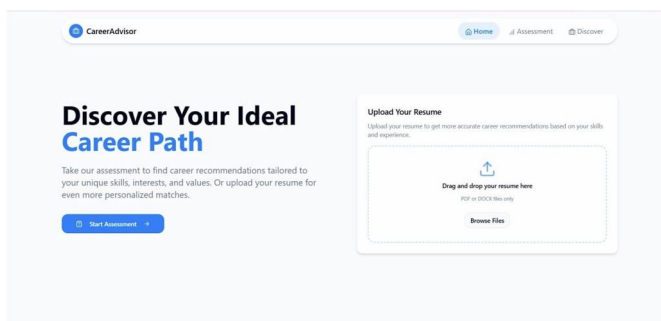 CareerAdvisor
Home
Assessment
Discover
Discover Your Ideal
Career Path
Take our assessment to find career recommendations tailored to
your unique skills, interests, and values. Or upload your resume for
even more personalized matches.
Start Assessment →
Upload Your Resume
Upload your resume to get more accurate career recommendations based on your skills
and experience.
Drag and drop your resume here
PDF or DOCX files only
Browse Files